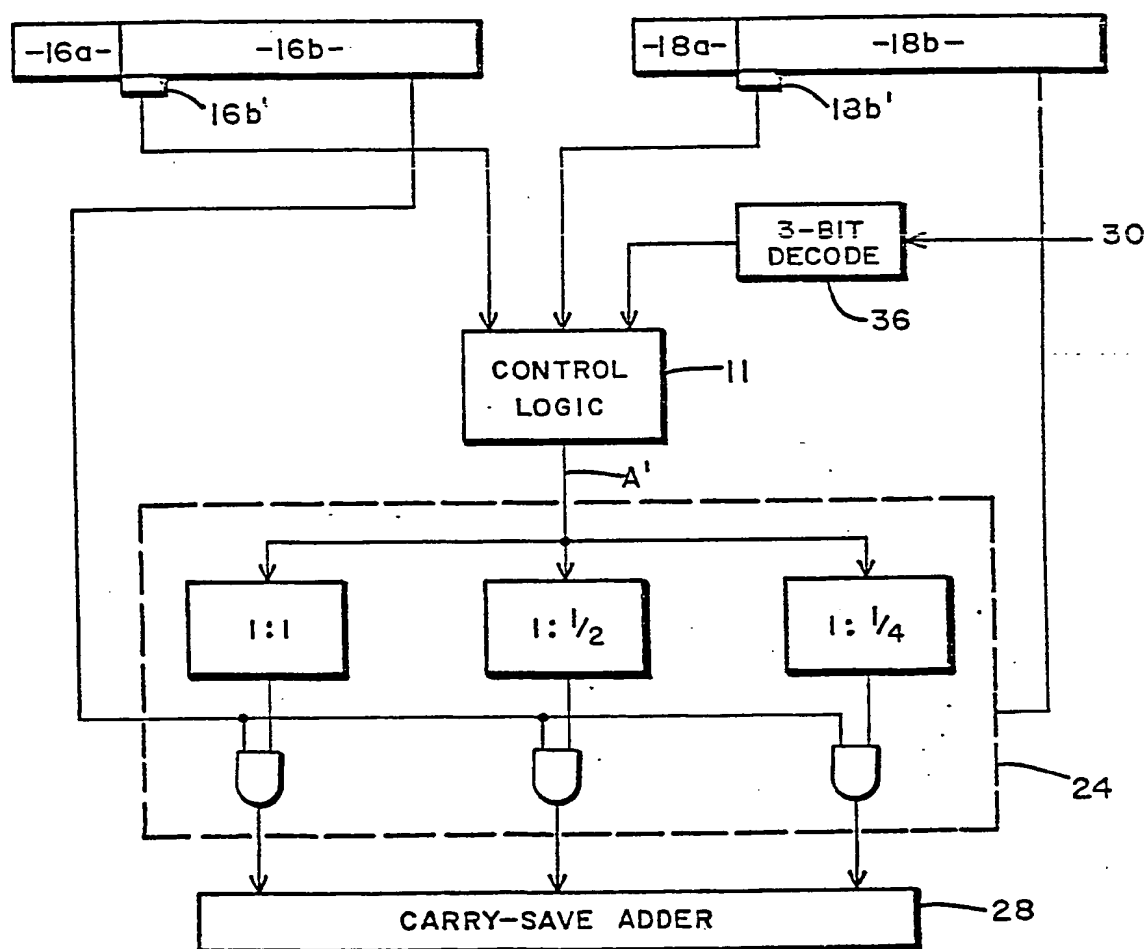 -16a- -16b- -18a- -18b-
16b' 18b'
3-BIT
DECODE
30
36
CONTROL
LOGIC
11
A'
1:1 1:1/2 1:1/4
24
CARRY-SAVE ADDER
28